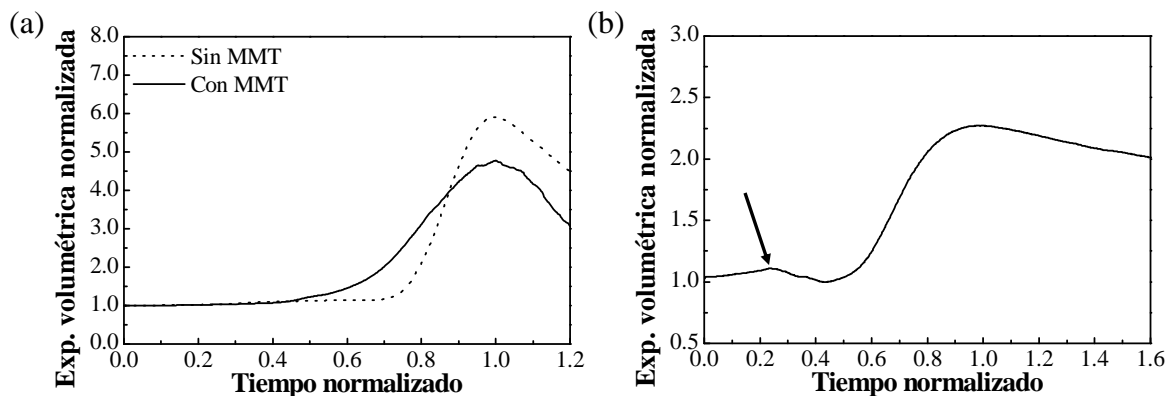 (a)
Exp. volumétrica normalizada
8.0
7.0
6.0
5.0
4.0
3.0
2.0
1.0
0.0
Sin MMT
Con MMT
0.0 0.2 0.4 0.6 0.8 1.0 1.2
Tiempo normalizado
(b)
Exp. volumétrica normalizada
3.0
2.5
2.0
1.5
1.0
0.5
0.0 0.2 0.4 0.6 0.8 1.0 1.2 1.4 1.6
Tiempo normalizado